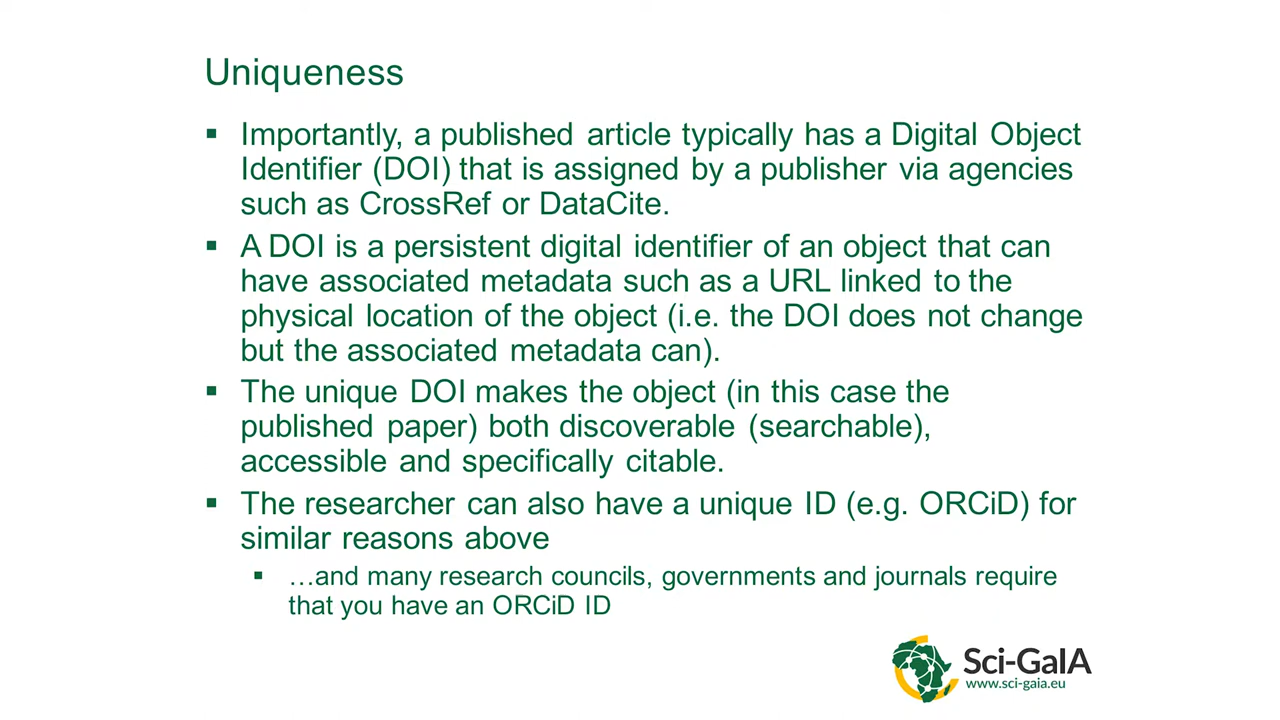 Uniqueness
▪ Importantly, a published article typically has a Digital Object
Identifier (DOI) that is assigned by a publisher via agencies
such as CrossRef or DataCite.
▪ A DOI is a persistent digital identifier of an object that can
have associated metadata such as a URL linked to the
physical location of the object (i.e. the DOI does not change
but the associated metadata can).
▪ The unique DOI makes the object (in this case the
published paper) both discoverable (searchable),
accessible and specifically citable.
▪ The researcher can also have a unique ID (e.g. ORCiD) for
similar reasons above
▪ …and many research councils, governments and journals require
that you have an ORCiD ID
Sci-GaIA
www.sci-gaia.eu